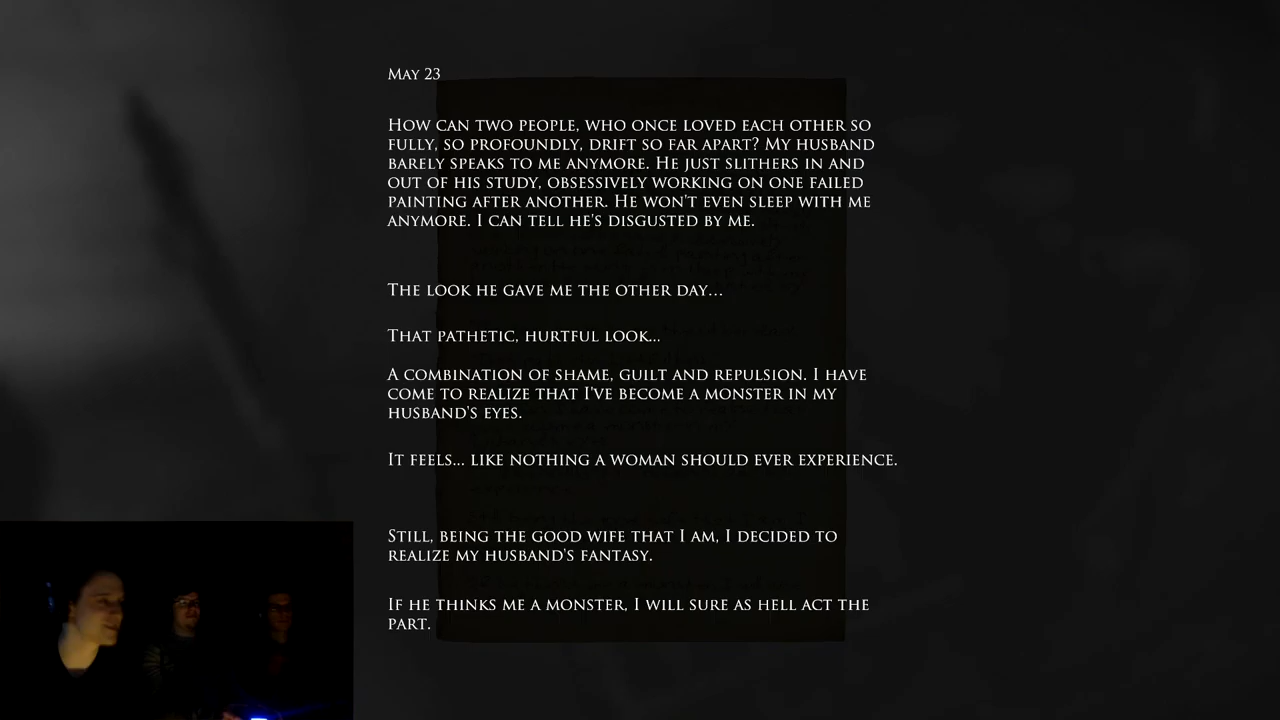 May 23
How can two people, who once loved each other so
fully, so profoundly, drift so far apart? My husband
barely speaks to me anymore. He just slithers in and
out of his study, obsessively working on one failed
painting after another. He won't even sleep with me
anymore. I can tell he's disgusted by me.
The look he gave me the other day...
That pathetic, hurtful look...
A combination of shame, guilt and repulsion. I have
come to realize that I've become a monster in my
husband's eyes.
It feels... like nothing a woman should ever experience.
Still, being the good wife that I am, I decided to
realize my husband's fantasy.
If he thinks me a monster, I will sure as hell act the
part.